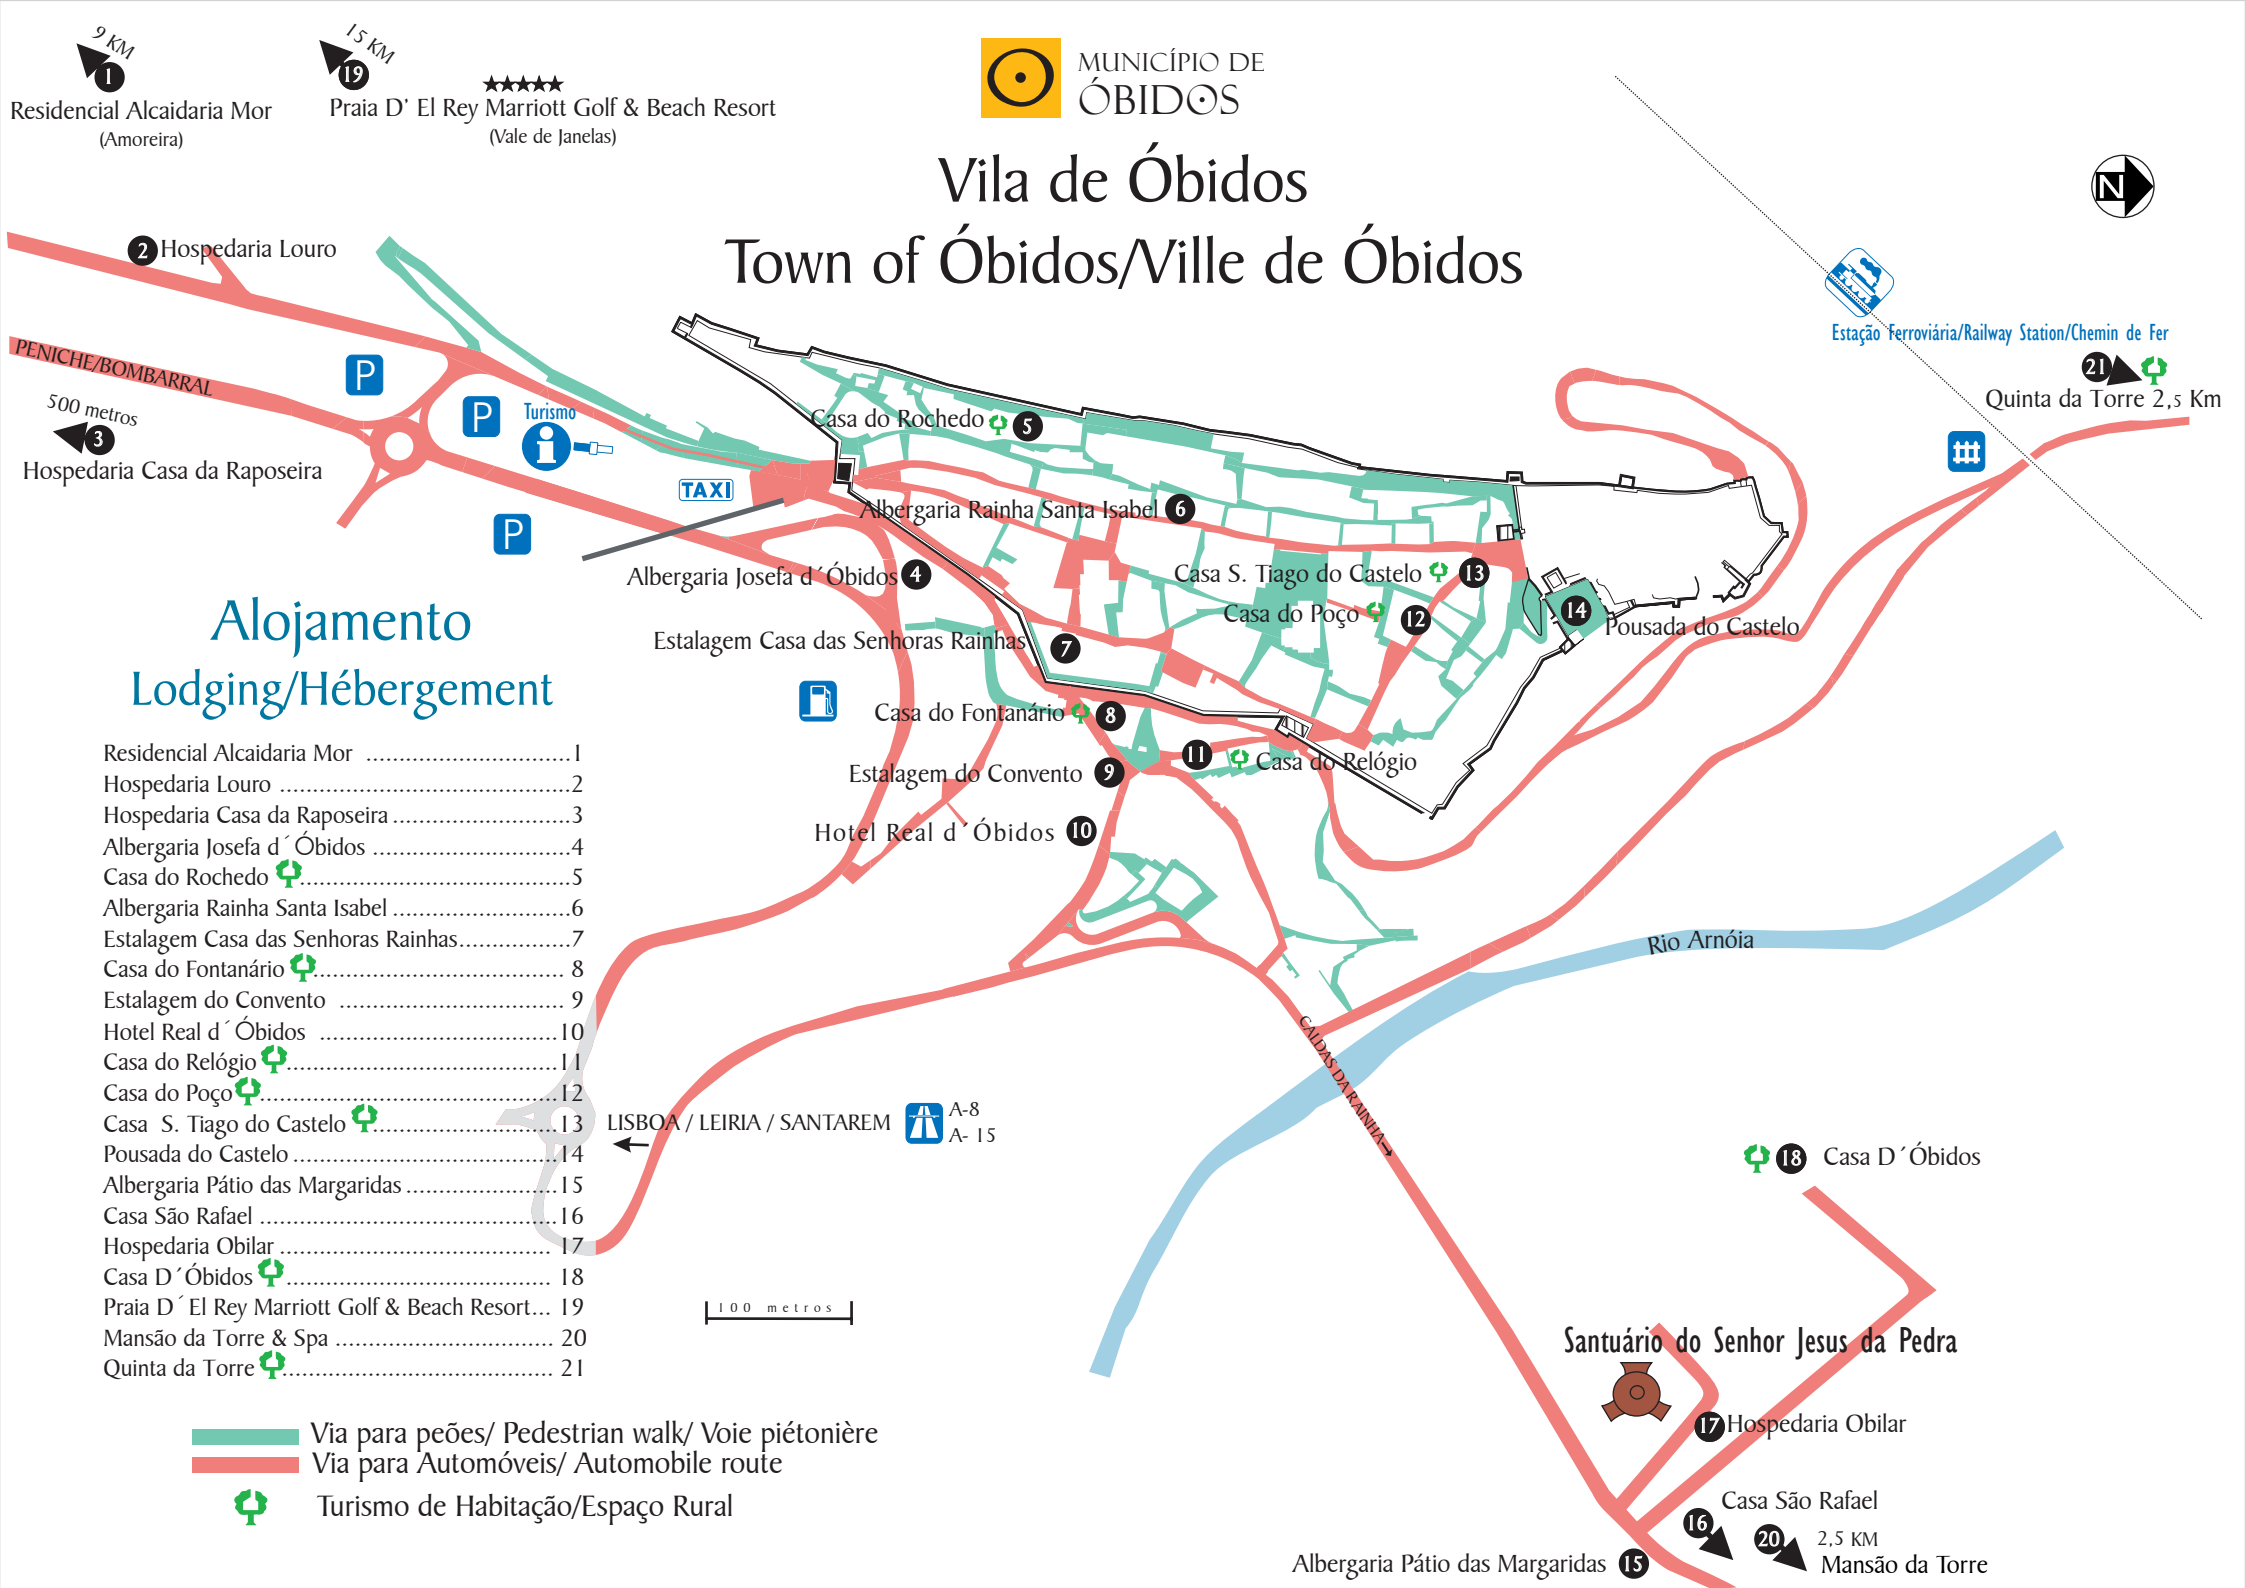 9 KM
1
Residencial Alcaidaria Mor
(Amoreira)
15 KM
19
★★★★★
Praia D' El Rey Marriott Golf & Beach Resort
(Vale de Janelas)
MUNICÍPIO DE
ÓBIDOS
Vila de Óbidos
Town of Óbidos/Ville de Óbidos
N
2 Hospedaria Louro
PENICHE/BOMBARRAL
500 metros
3
Hospedaria Casa da Raposeira
P
P
P
Turismo
i
TAXI
Estação Ferroviária/Railway Station/Chemin de Fer
21
Quinta da Torre 2,5 Km
Casa do Rochedo 5
Albergaria Rainha Santa Isabel 6
Albergaria Josefa d´Óbidos 4
Casa S. Tiago do Castelo 13
Casa do Poço 12
14
Pousada do Castelo
Estalagem Casa das Senhoras Rainhas 7
Casa do Fontanário 8
11 Casa do Relógio
Estalagem do Convento 9
Hotel Real d´Óbidos 10
Rio Arnóia
CALDAS DA RAINHA
LISBOA / LEIRIA / SANTAREM
A-8
A- 15
100 metros
18 Casa D´Óbidos
Santuário do Senhor Jesus da Pedra
17 Hospedaria Obilar
Casa São Rafael
16
20 2,5 KM
Mansão da Torre
Albergaria Pátio das Margaridas 15
Alojamento
Lodging/Hébergement
Residencial Alcaidaria Mor ...............................1
Hospedaria Louro ............................................2
Hospedaria Casa da Raposeira...........................3
Albergaria Josefa d´Óbidos ..............................4
Casa do Rochedo .........................................5
Albergaria Rainha Santa Isabel...........................6
Estalagem Casa das Senhoras Rainhas.................7
Casa do Fontanário ...................................... 8
Estalagem do Convento .................................. 9
Hotel Real d´Óbidos ....................................10
Casa do Relógio .........................................11
Casa do Poço .............................................12
Casa S. Tiago do Castelo ............................13
Pousada do Castelo ........................................14
Albergaria Pátio das Margaridas .......................15
Casa São Rafael .............................................16
Hospedaria Obilar ......................................... 17
Casa D´Óbidos ........................................ 18
Praia D´El Rey Marriott Golf & Beach Resort... 19
Mansão da Torre & Spa ................................. 20
Quinta da Torre ......................................... 21
Via para peões/ Pedestrian walk/ Voie piétonière
Via para Automóveis/ Automobile route
Turismo de Habitação/Espaço Rural